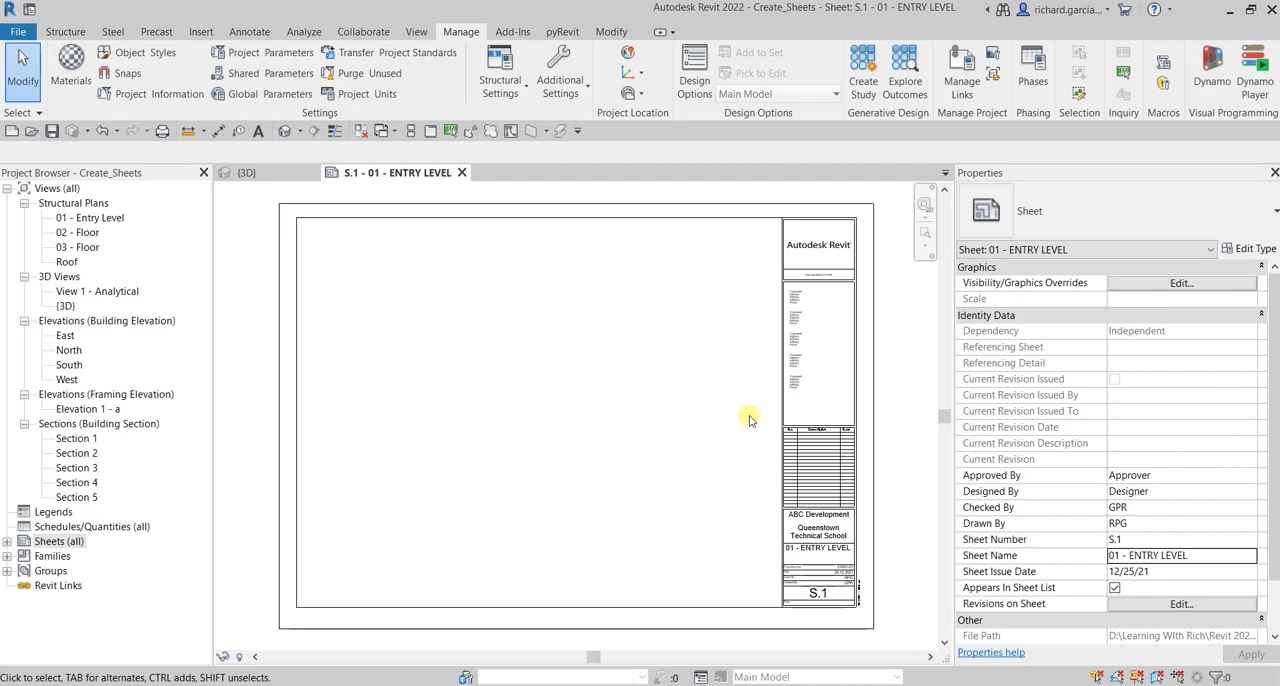 Autodesk Revit 2022 - Create_Sheets - Sheet: S.1 - 01 - ENTRY LEVEL
richard.garcia...
File Structure Steel Precast Insert Annotate Analyze Collaborate View Manage Add-Ins pyRevit Modify
Modify
Materials
Object Styles
Snaps
Project Information
Project Parameters
Shared Parameters
Global Parameters
Transfer Project Standards
Purge Unused
Project Units
Structural Settings
Additional Settings
Design Options
Add to Set
Pick to Edit
Main Model
Create Study
Explore Outcomes
Manage Links
Phases
Dynamo
Dynamo Player
Select
Settings
Project Location
Design Options
Generative Design
Manage Project
Phasing
Selection
Inquiry
Macros
Visual Programming
Project Browser - Create_Sheets
Views (all)
Structural Plans
01 - Entry Level
02 - Floor
03 - Floor
Roof
3D Views
View 1 - Analytical
{3D}
Elevations (Building Elevation)
East
North
South
West
Elevations (Framing Elevation)
Elevation 1 - a
Sections (Building Section)
Section 1
Section 2
Section 3
Section 4
Section 5
Legends
Schedules/Quantities (all)
Sheets (all)
Families
Groups
Revit Links
{3D}
S.1 - 01 - ENTRY LEVEL
Autodesk Revit
No. Description Date
ABC Development
Queenstown
Technical School
01 - ENTRY LEVEL
S.1
Properties
Sheet
Sheet: 01 - ENTRY LEVEL
Edit Type
Graphics
Visibility/Graphics Overrides Edit...
Scale
Identity Data
Dependency Independent
Referencing Sheet
Referencing Detail
Current Revision Issued
Current Revision Issued By
Current Revision Issued To
Current Revision Date
Current Revision Description
Current Revision
Approved By Approver
Designed By Designer
Checked By GPR
Drawn By RPG
Sheet Number S.1
Sheet Name 01 - ENTRY LEVEL
Sheet Issue Date 12/25/21
Appears In Sheet List
Revisions on Sheet Edit...
Other
File Path D:\Learning WIth Rich\Revit 202...
Properties help
Apply
Click to select, TAB for alternates, CTRL adds, SHIFT unselects.
:0
Main Model
:0